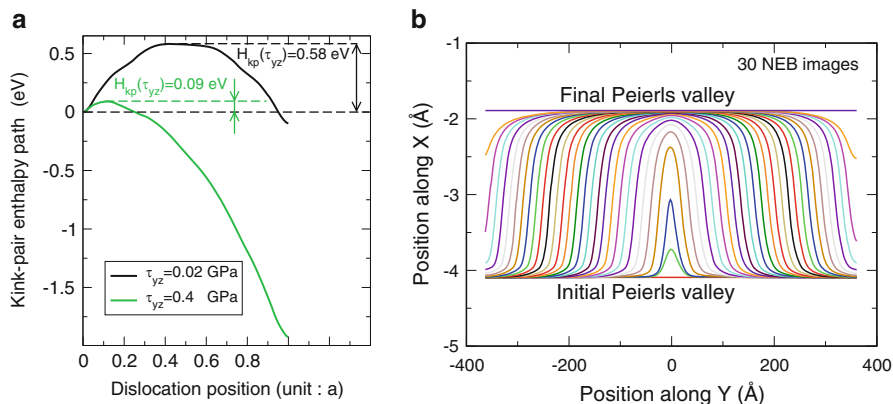 a
Kink-pair enthalpy path (eV)
0.5
0
-0.5
-1
-1.5
H_kp(τ_yz)=0.58 eV
H_kp(τ_yz)=0.09 eV
τ_yz=0.02 GPa
τ_yz=0.4 GPa
0 0.2 0.4 0.6 0.8
Dislocation position (unit : a)
b
Position along X (Å)
-1
-2
-3
-4
-5
30 NEB images
Final Peierls valley
Initial Peierls valley
-400 -200 0 200 400
Position along Y (Å)